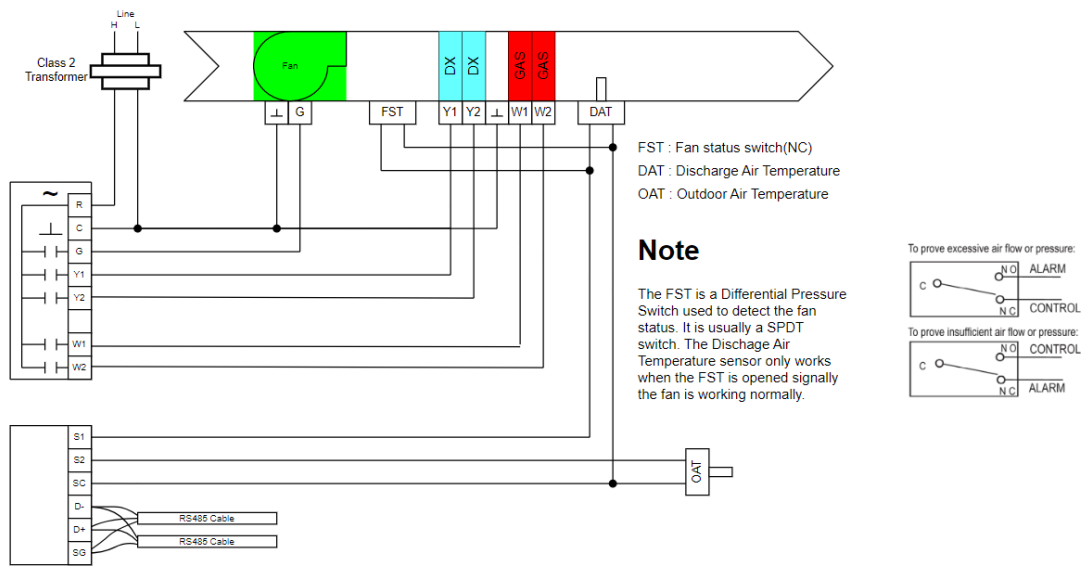 Line
H L
Class 2
Transformer
Fan
DX
DX
GAS
GAS
⊥ G
FST
Y1 Y2 ⊥ W1 W2
DAT
FST : Fan status switch(NC)
DAT : Discharge Air Temperature
OAT : Outdoor Air Temperature
~
R
C
G
Y1
Y2
W1
W2
Note
The FST is a Differential Pressure
Switch used to detect the fan
status. It is usually a SPDT
switch. The Dischage Air
Temperature sensor only works
when the FST is opened signally
the fan is working normally.
To prove excessive air flow or pressure:
C
NO ALARM
NC CONTROL
To prove insufficient air flow or pressure:
C
NO CONTROL
NC ALARM
S1
S2
SC
D-
D+
SG
OAT
RS485 Cable
RS485 Cable